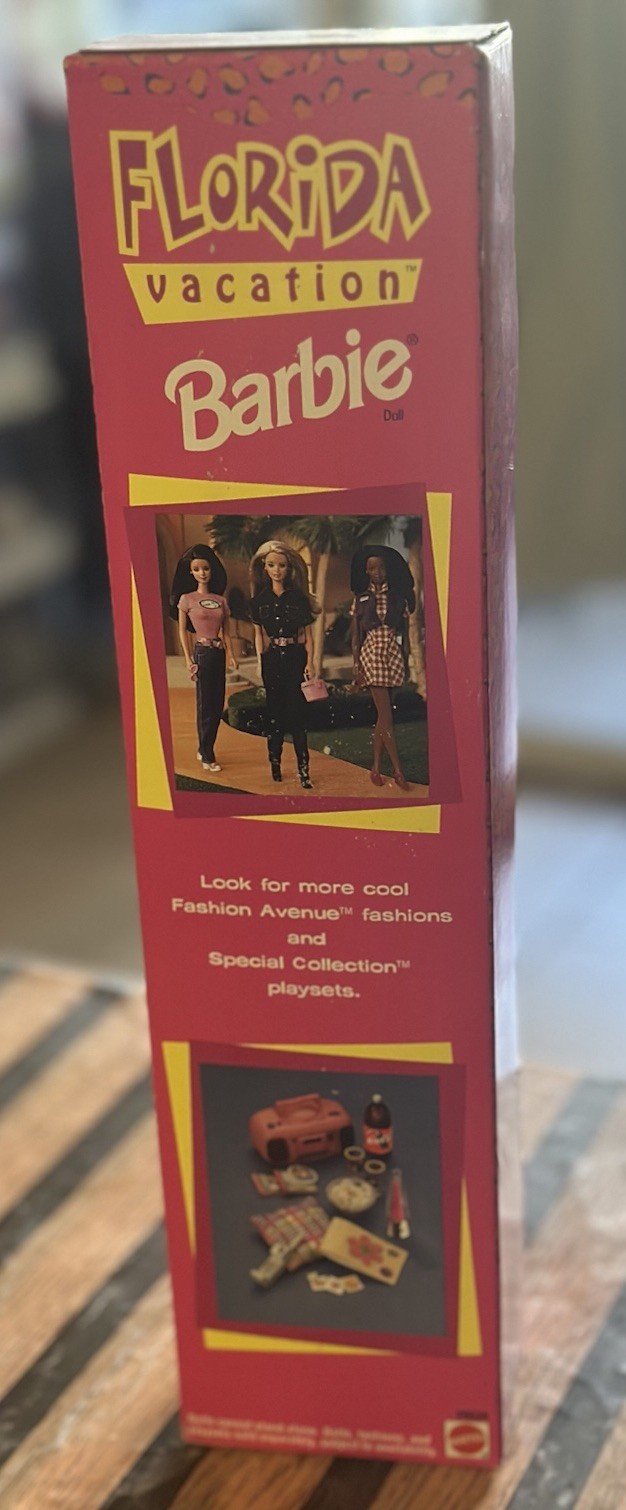 FLORiDA
vacation™
Barbie®
Doll
Look for more cool
Fashion Avenue™ fashions
and
Special Collection™
playsets.